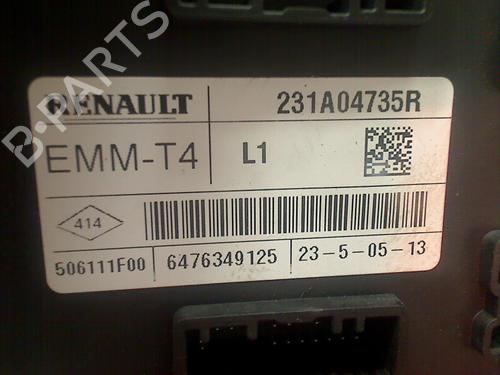 B-PARTS
RENAULT 231A04735R
EMM-T4 L1
414
506111F00 6476349125 23-5-05-13